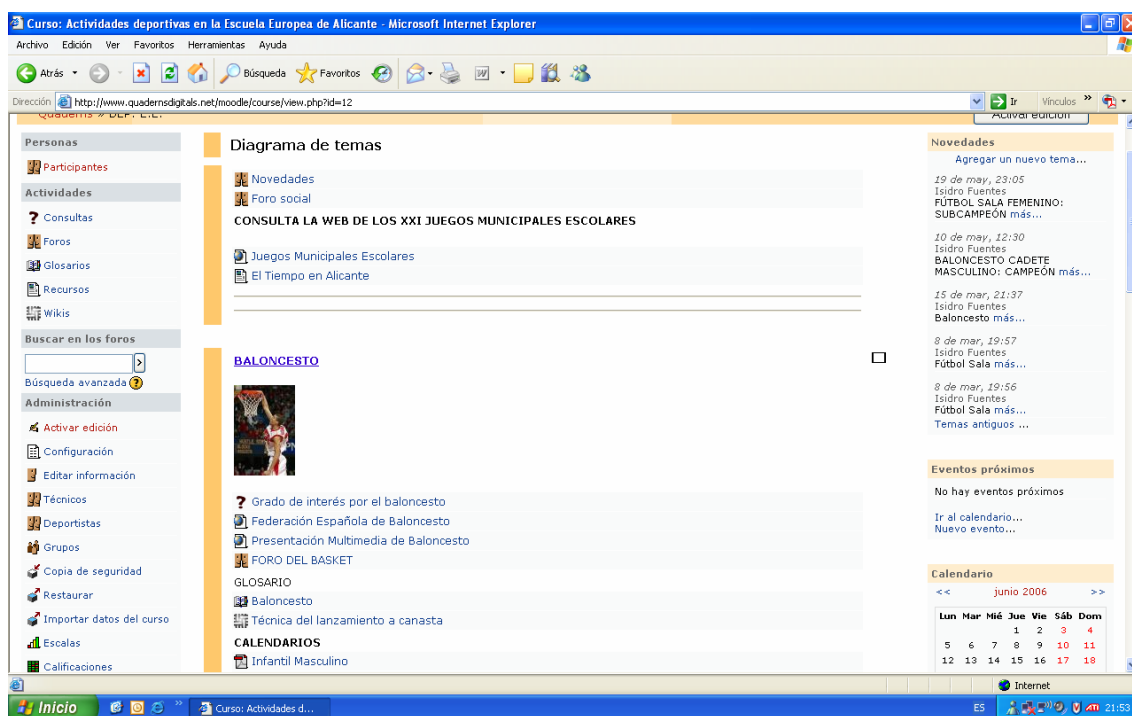 Curso: Actividades deportivas en la Escuela Europea de Alicante - Microsoft Internet Explorer
Archivo Edición Ver Favoritos Herramientas Ayuda
Atrás Búsqueda Favoritos
Dirección http://www.quadernsdigitals.net/moodle/course/view.php?id=12 Ir Vínculos »
Quaderns » DEP. E.E. Activar edición
Personas
Participantes
Actividades
Consultas
Foros
Glosarios
Recursos
Wikis
Buscar en los foros
>
Búsqueda avanzada ?
Administración
Activar edición
Configuración
Editar información
Técnicos
Deportistas
Grupos
Copia de seguridad
Restaurar
Importar datos del curso
Escalas
Calificaciones
Diagrama de temas
Novedades
Foro social
CONSULTA LA WEB DE LOS XXI JUEGOS MUNICIPALES ESCOLARES
Juegos Municipales Escolares
El Tiempo en Alicante
BALONCESTO
Grado de interés por el baloncesto
Federación Española de Baloncesto
Presentación Multimedia de Baloncesto
FORO DEL BASKET
GLOSARIO
Baloncesto
Técnica del lanzamiento a canasta
CALENDARIOS
Infantil Masculino
Novedades
Agregar un nuevo tema...
19 de may, 23:05
Isidro Fuentes
FÚTBOL SALA FEMENINO:
SUBCAMPEÓN más...
10 de may, 12:30
Isidro Fuentes
BALONCESTO CADETE
MASCULINO: CAMPEÓN más...
15 de mar, 21:37
Isidro Fuentes
Baloncesto más...
8 de mar, 19:57
Isidro Fuentes
Fútbol Sala más...
8 de mar, 19:56
Isidro Fuentes
Fútbol Sala más...
Temas antiguos ...
Eventos próximos
No hay eventos próximos
Ir al calendario...
Nuevo evento...
Calendario
<< junio 2006 >>
Lun Mar Mié Jue Vie Sáb Dom
1 2 3 4
5 6 7 8 9 10 11
12 13 14 15 16 17 18
Internet
Inicio » Curso: Actividades d... ES 21:53